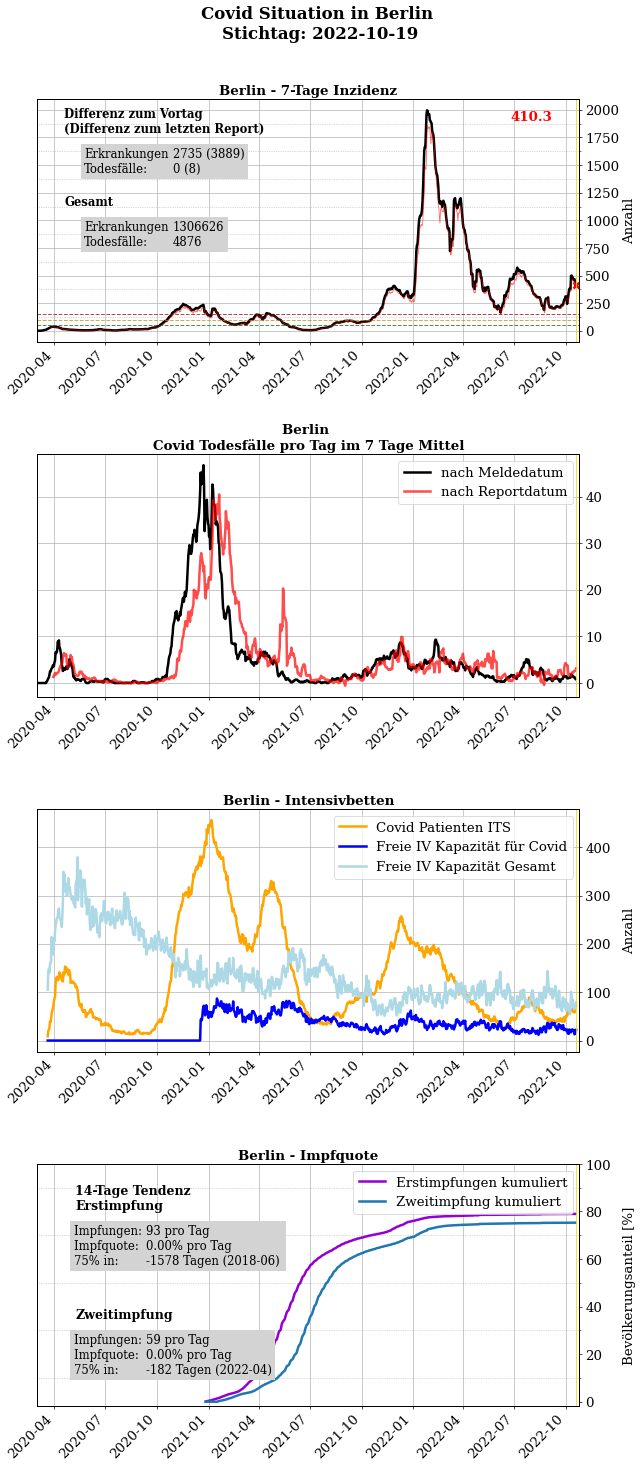 Covid Situation in Berlin
Stichtag: 2022-10-19
Berlin - 7-Tage Inzidenz
Differenz zum Vortag
(Differenz zum letzten Report)
Erkrankungen 2735 (3889)
Todesfälle: 0 (8)
Gesamt
Erkrankungen 1306626
Todesfälle: 4876
410.3
2000
1750
1500
1250
1000
750
500
250
0
Anzahl
2020-04 2020-07 2020-10 2021-01 2021-04 2021-07 2021-10 2022-01 2022-04 2022-07 2022-10
Berlin
Covid Todesfälle pro Tag im 7 Tage Mittel
nach Meldedatum
nach Reportdatum
40
30
20
10
0
2020-04 2020-07 2020-10 2021-01 2021-04 2021-07 2021-10 2022-01 2022-04 2022-07 2022-10
Berlin - Intensivbetten
Covid Patienten ITS
Freie IV Kapazität für Covid
Freie IV Kapazität Gesamt
400
300
200
100
0
Anzahl
2020-04 2020-07 2020-10 2021-01 2021-04 2021-07 2021-10 2022-01 2022-04 2022-07 2022-10
Berlin - Impfquote
Erstimpfungen kumuliert
Zweitimpfung kumuliert
14-Tage Tendenz
Erstimpfung
Impfungen: 93 pro Tag
Impfquote: 0.00% pro Tag
75% in: -1578 Tagen (2018-06)
Zweitimpfung
Impfungen: 59 pro Tag
Impfquote: 0.00% pro Tag
75% in: -182 Tagen (2022-04)
100
80
60
40
20
0
Bevölkerungsanteil [%]
2020-04 2020-07 2020-10 2021-01 2021-04 2021-07 2021-10 2022-01 2022-04 2022-07 2022-10